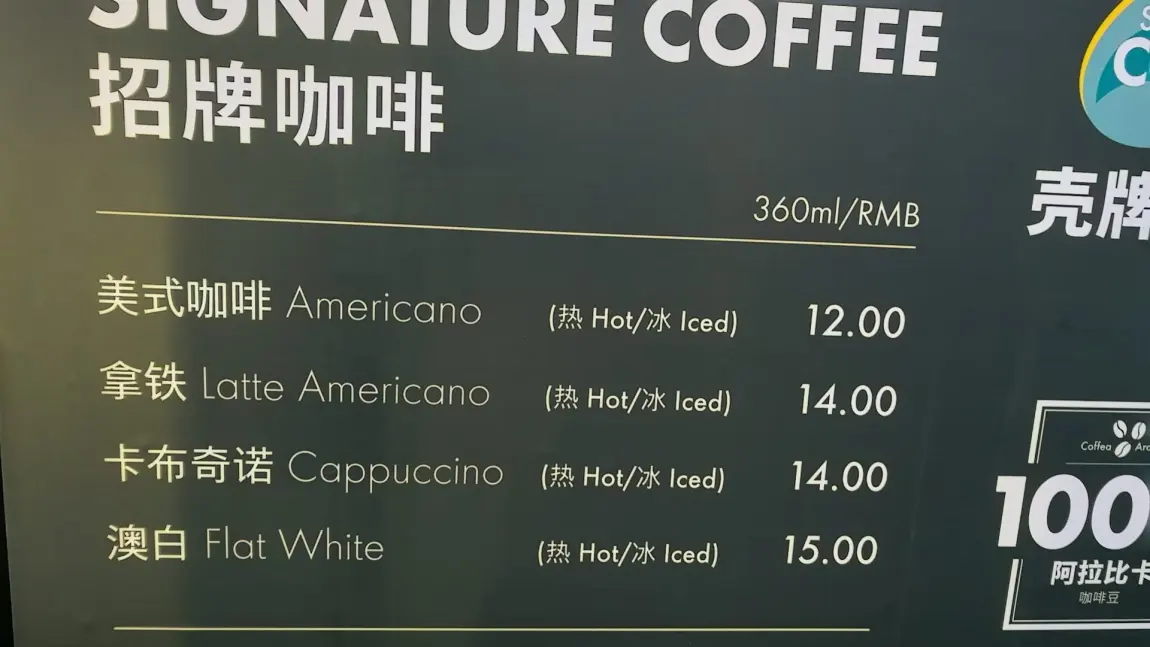 SIGNATURE COFFEE
招牌咖啡
360ml/RMB
美式咖啡 Americano (热 Hot/冰 Iced) 12.00
拿铁 Latte Americano (热 Hot/冰 Iced) 14.00
卡布奇诺 Cappuccino (热 Hot/冰 Iced) 14.00
澳白 Flat White (热 Hot/冰 Iced) 15.00
壳牌
Coffea
100
阿拉比卡
咖啡豆